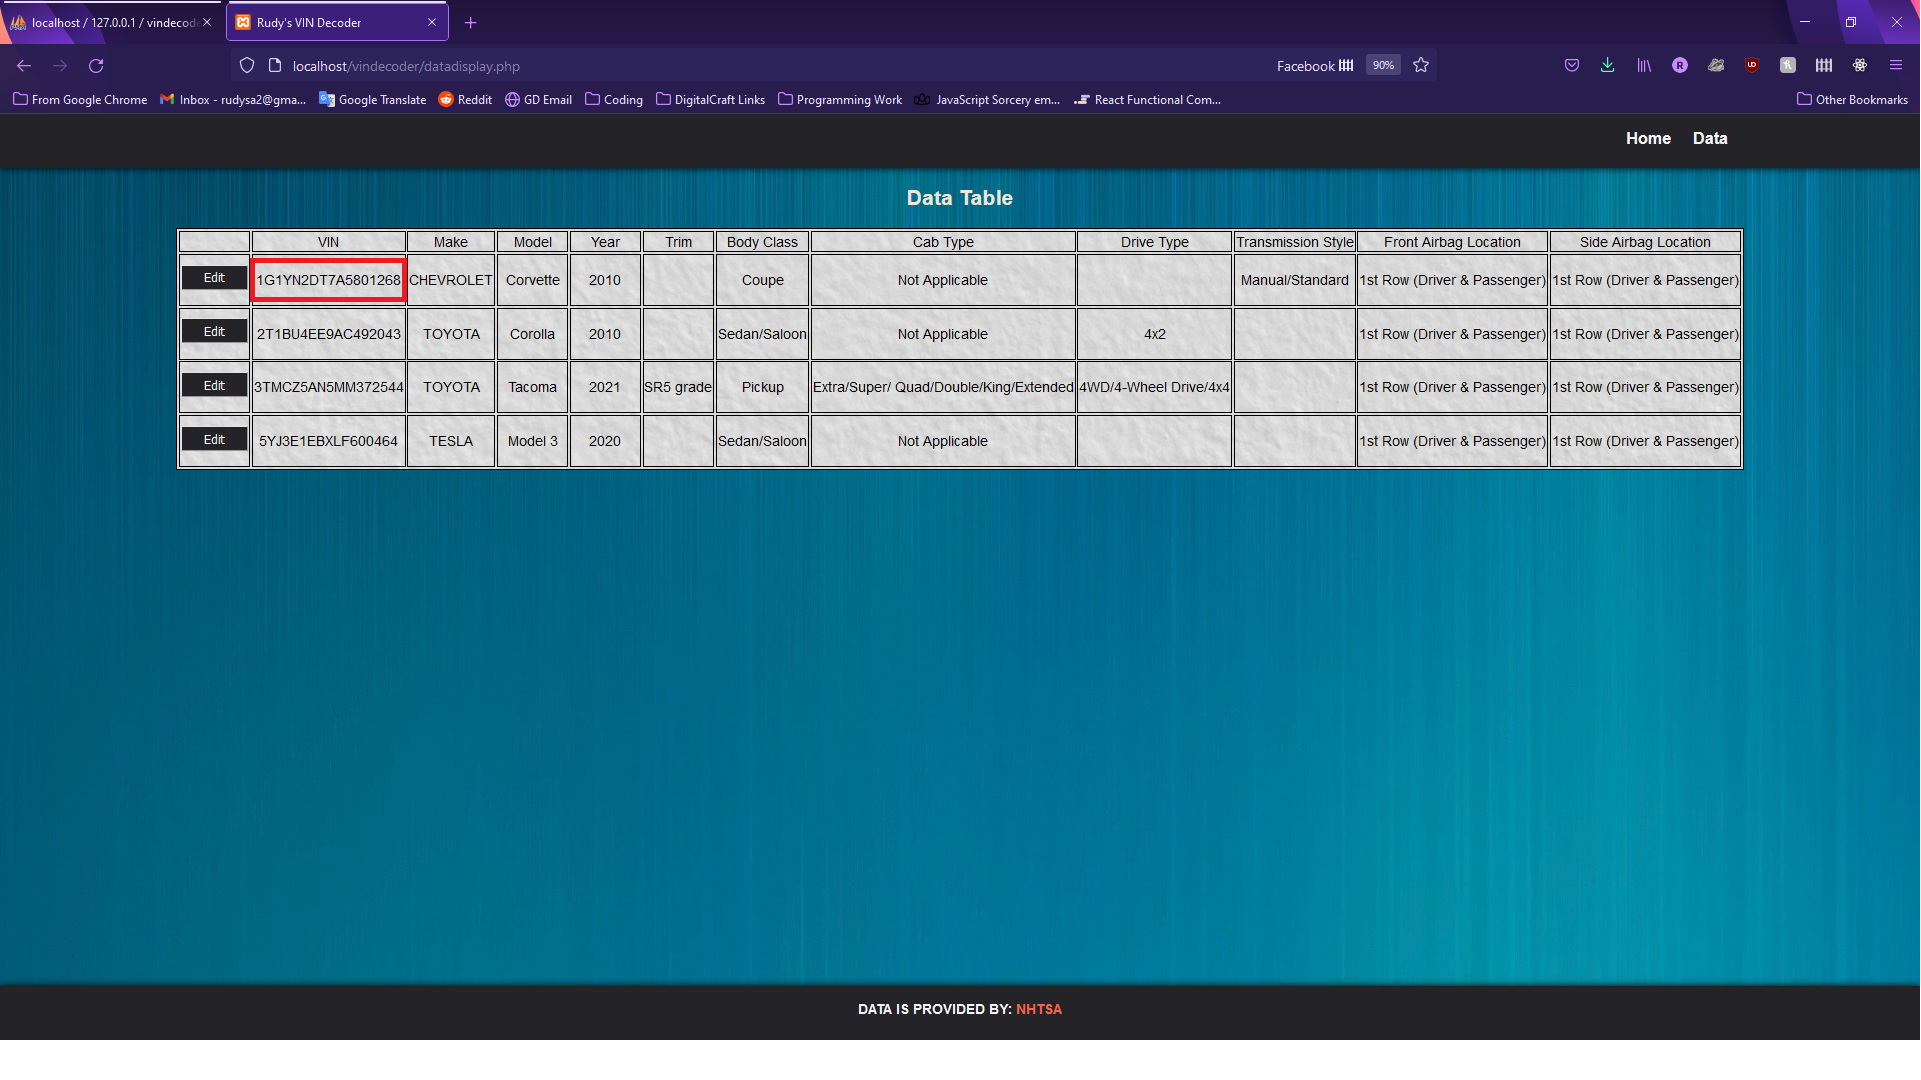 localhost / 127.0.0.1 / vindecod
Rudy's VIN Decoder
localhost/vindecoder/datadisplay.php
Facebook
90%
From Google Chrome
Inbox - rudysa2@gma...
Google Translate
Reddit
GD Email
Coding
DigitalCraft Links
Programming Work
JavaScript Sorcery em...
React Functional Com...
Other Bookmarks
Home Data
Data Table
VIN Make Model Year Trim Body Class Cab Type Drive Type Transmission Style Front Airbag Location Side Airbag Location
Edit 1G1YN2DT7A5801268 CHEVROLET Corvette 2010 Coupe Not Applicable Manual/Standard 1st Row (Driver & Passenger) 1st Row (Driver & Passenger)
Edit 2T1BU4EE9AC492043 TOYOTA Corolla 2010 Sedan/Saloon Not Applicable 4x2 1st Row (Driver & Passenger) 1st Row (Driver & Passenger)
Edit 3TMCZ5AN5MM372544 TOYOTA Tacoma 2021 SR5 grade Pickup Extra/Super/ Quad/Double/King/Extended 4WD/4-Wheel Drive/4x4 1st Row (Driver & Passenger) 1st Row (Driver & Passenger)
Edit 5YJ3E1EBXLF600464 TESLA Model 3 2020 Sedan/Saloon Not Applicable 1st Row (Driver & Passenger) 1st Row (Driver & Passenger)
DATA IS PROVIDED BY: NHTSA